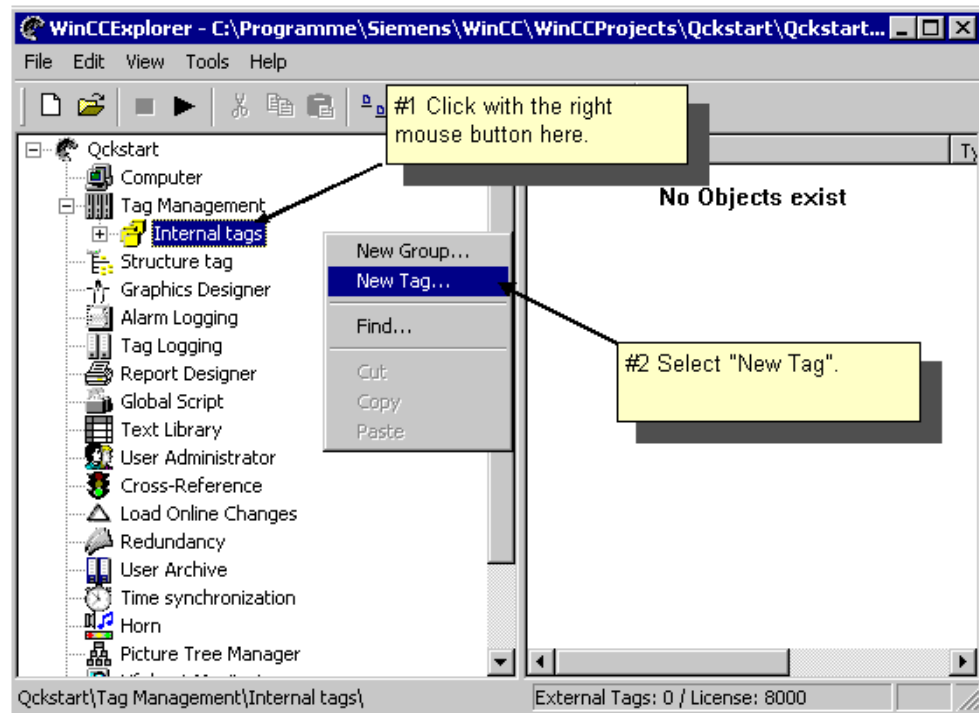 WinCCExplorer - C:\Programme\Siemens\WinCC\WinCCProjects\Qckstart\Qckstart...
File Edit View Tools Help
#1 Click with the right
mouse button here.
Qckstart
Computer
Tag Management
Internal tags
Structure tag
Graphics Designer
Alarm Logging
Tag Logging
Report Designer
Global Script
Text Library
User Administrator
Cross-Reference
Load Online Changes
Redundancy
User Archive
Time synchronization
Horn
Picture Tree Manager
New Group...
New Tag...
Find...
Cut
Copy
Paste
No Objects exist
#2 Select "New Tag".
Qckstart\Tag Management\Internal tags\
External Tags: 0 / License: 8000